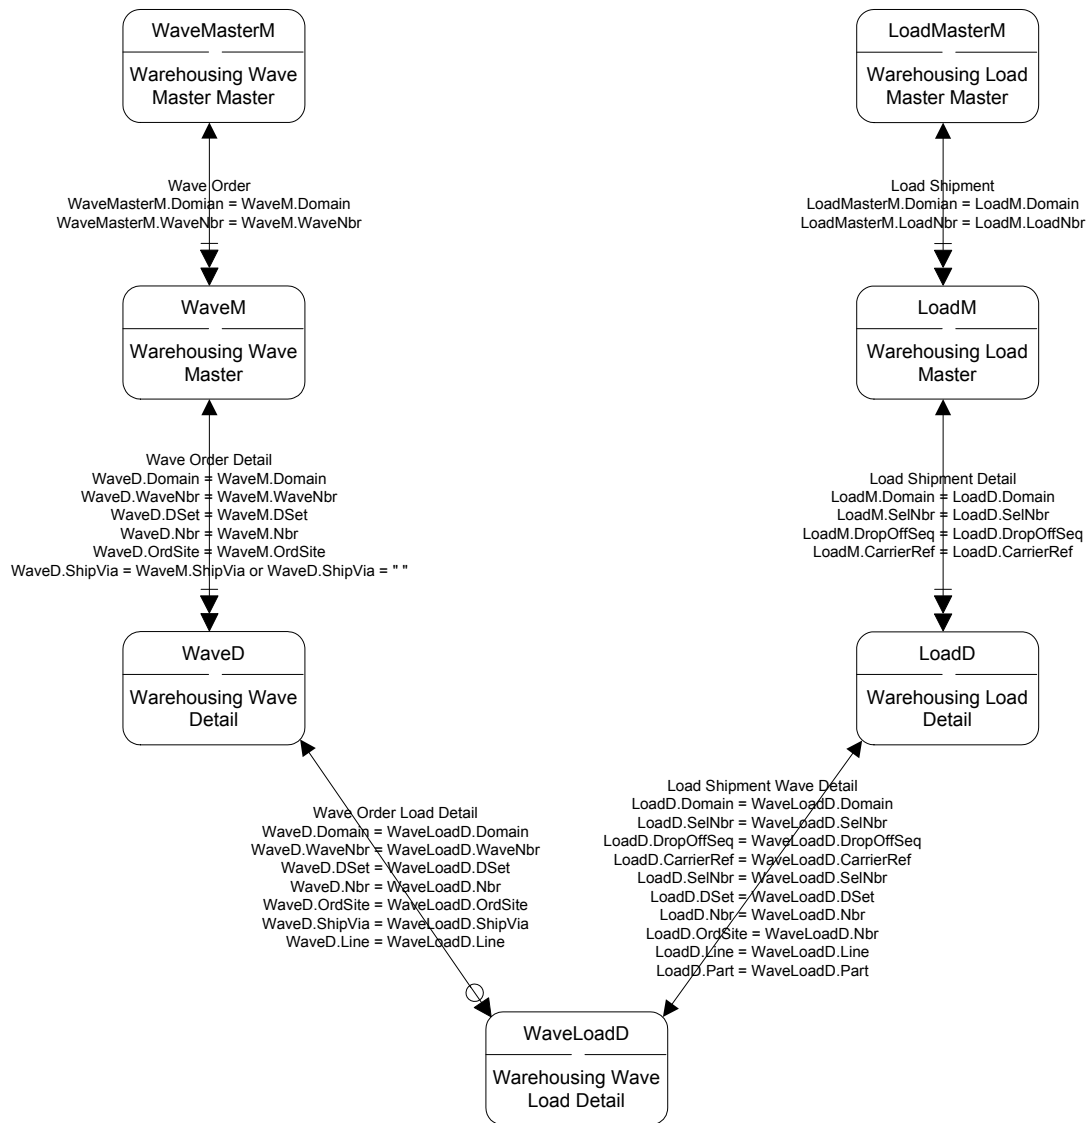 WaveMasterM
Warehousing Wave
Master Master
LoadMasterM
Warehousing Load
Master Master
Wave Order
WaveMasterM.Domian = WaveM.Domain
WaveMasterM.WaveNbr = WaveM.WaveNbr
Load Shipment
LoadMasterM.Domian = LoadM.Domain
LoadMasterM.LoadNbr = LoadM.LoadNbr
WaveM
Warehousing Wave
Master
LoadM
Warehousing Load
Master
Wave Order Detail
WaveD.Domain = WaveM.Domain
WaveD.WaveNbr = WaveM.WaveNbr
WaveD.DSet = WaveM.DSet
WaveD.Nbr = WaveM.Nbr
WaveD.OrdSite = WaveM.OrdSite
WaveD.ShipVia = WaveM.ShipVia or WaveD.ShipVia = " "
Load Shipment Detail
LoadM.Domain = LoadD.Domain
LoadM.SelNbr = LoadD.SelNbr
LoadM.DropOffSeq = LoadD.DropOffSeq
LoadM.CarrierRef = LoadD.CarrierRef
WaveD
Warehousing Wave
Detail
LoadD
Warehousing Load
Detail
Wave Order Load Detail
WaveD.Domain = WaveLoadD.Domain
WaveD.WaveNbr = WaveLoadD.WaveNbr
WaveD.DSet = WaveLoadD.DSet
WaveD.Nbr = WaveLoadD.Nbr
WaveD.OrdSite = WaveLoadD.OrdSite
WaveD.ShipVia = WaveLoadD.ShipVia
WaveD.Line = WaveLoadD.Line
Load Shipment Wave Detail
LoadD.Domain = WaveLoadD.Domain
LoadD.SelNbr = WaveLoadD.SelNbr
LoadD.DropOffSeq = WaveLoadD.DropOffSeq
LoadD.CarrierRef = WaveLoadD.CarrierRef
LoadD.SelNbr = WaveLoadD.SelNbr
LoadD.DSet = WaveLoadD.DSet
LoadD.Nbr = WaveLoadD.Nbr
LoadD.OrdSite = WaveLoadD.Nbr
LoadD.Line = WaveLoadD.Line
LoadD.Part = WaveLoadD.Part
WaveLoadD
Warehousing Wave
Load Detail